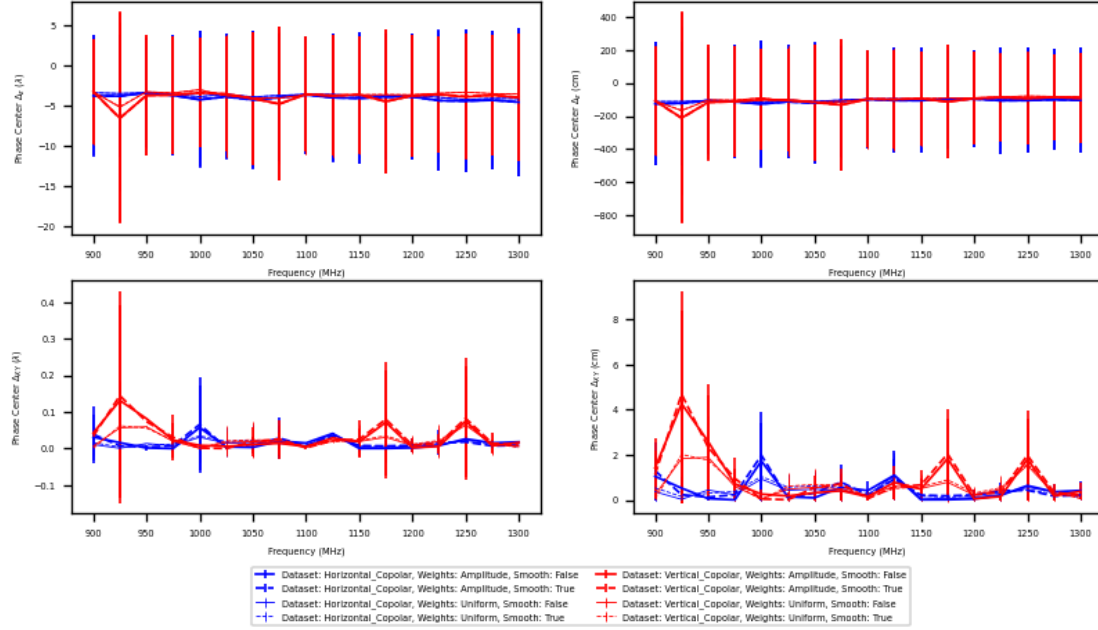 5
0
−5
−10
−15
−20
Phase Center Δz (λ)
900 950 1000 1050 1100 1150 1200 1250 1300
Frequency (MHz)
400
200
0
−200
−400
−600
−800
Phase Center Δz (cm)
900 950 1000 1050 1100 1150 1200 1250 1300
Frequency (MHz)
0.4
0.3
0.2
0.1
0.0
−0.1
Phase Center ΔXY (λ)
900 950 1000 1050 1100 1150 1200 1250 1300
Frequency (MHz)
8
6
4
2
0
Phase Center ΔXY (cm)
900 950 1000 1050 1100 1150 1200 1250 1300
Frequency (MHz)
Dataset: Horizontal_Copolar, Weights: Amplitude, Smooth: False
Dataset: Horizontal_Copolar, Weights: Amplitude, Smooth: True
Dataset: Horizontal_Copolar, Weights: Uniform, Smooth: False
Dataset: Horizontal_Copolar, Weights: Uniform, Smooth: True
Dataset: Vertical_Copolar, Weights: Amplitude, Smooth: False
Dataset: Vertical_Copolar, Weights: Amplitude, Smooth: True
Dataset: Vertical_Copolar, Weights: Uniform, Smooth: False
Dataset: Vertical_Copolar, Weights: Uniform, Smooth: True